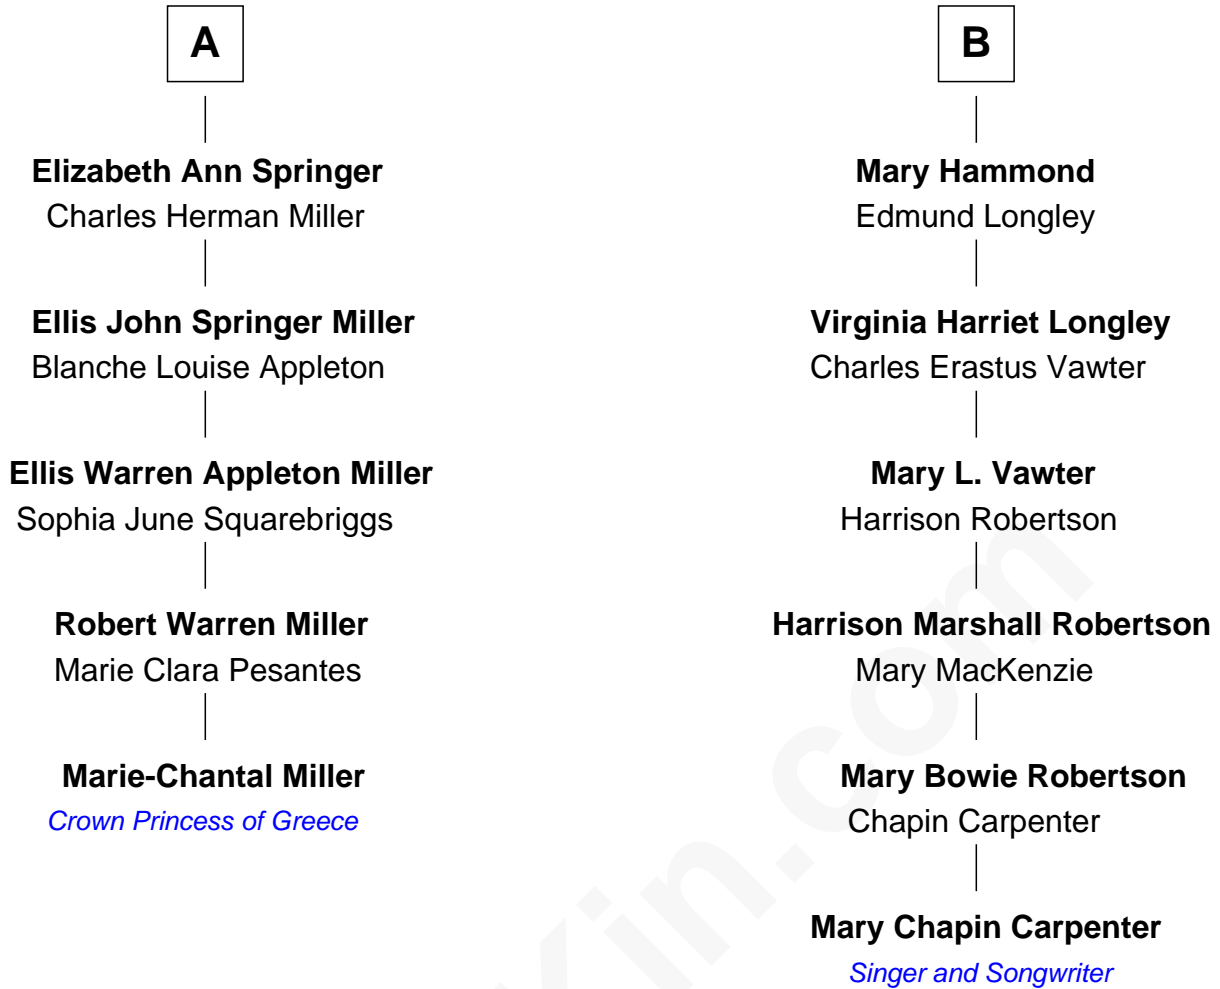 A
Elizabeth Ann Springer
Charles Herman Miller
Ellis John Springer Miller
Blanche Louise Appleton
Ellis Warren Appleton Miller
Sophia June Squarebriggs
Robert Warren Miller
Marie Clara Pesantes
Marie-Chantal Miller
Crown Princess of Greece
B
Mary Hammond
Edmund Longley
Virginia Harriet Longley
Charles Erastus Vawter
Mary L. Vawter
Harrison Robertson
Harrison Marshall Robertson
Mary MacKenzie
Mary Bowie Robertson
Chapin Carpenter
Mary Chapin Carpenter
Singer and Songwriter
Kin.com